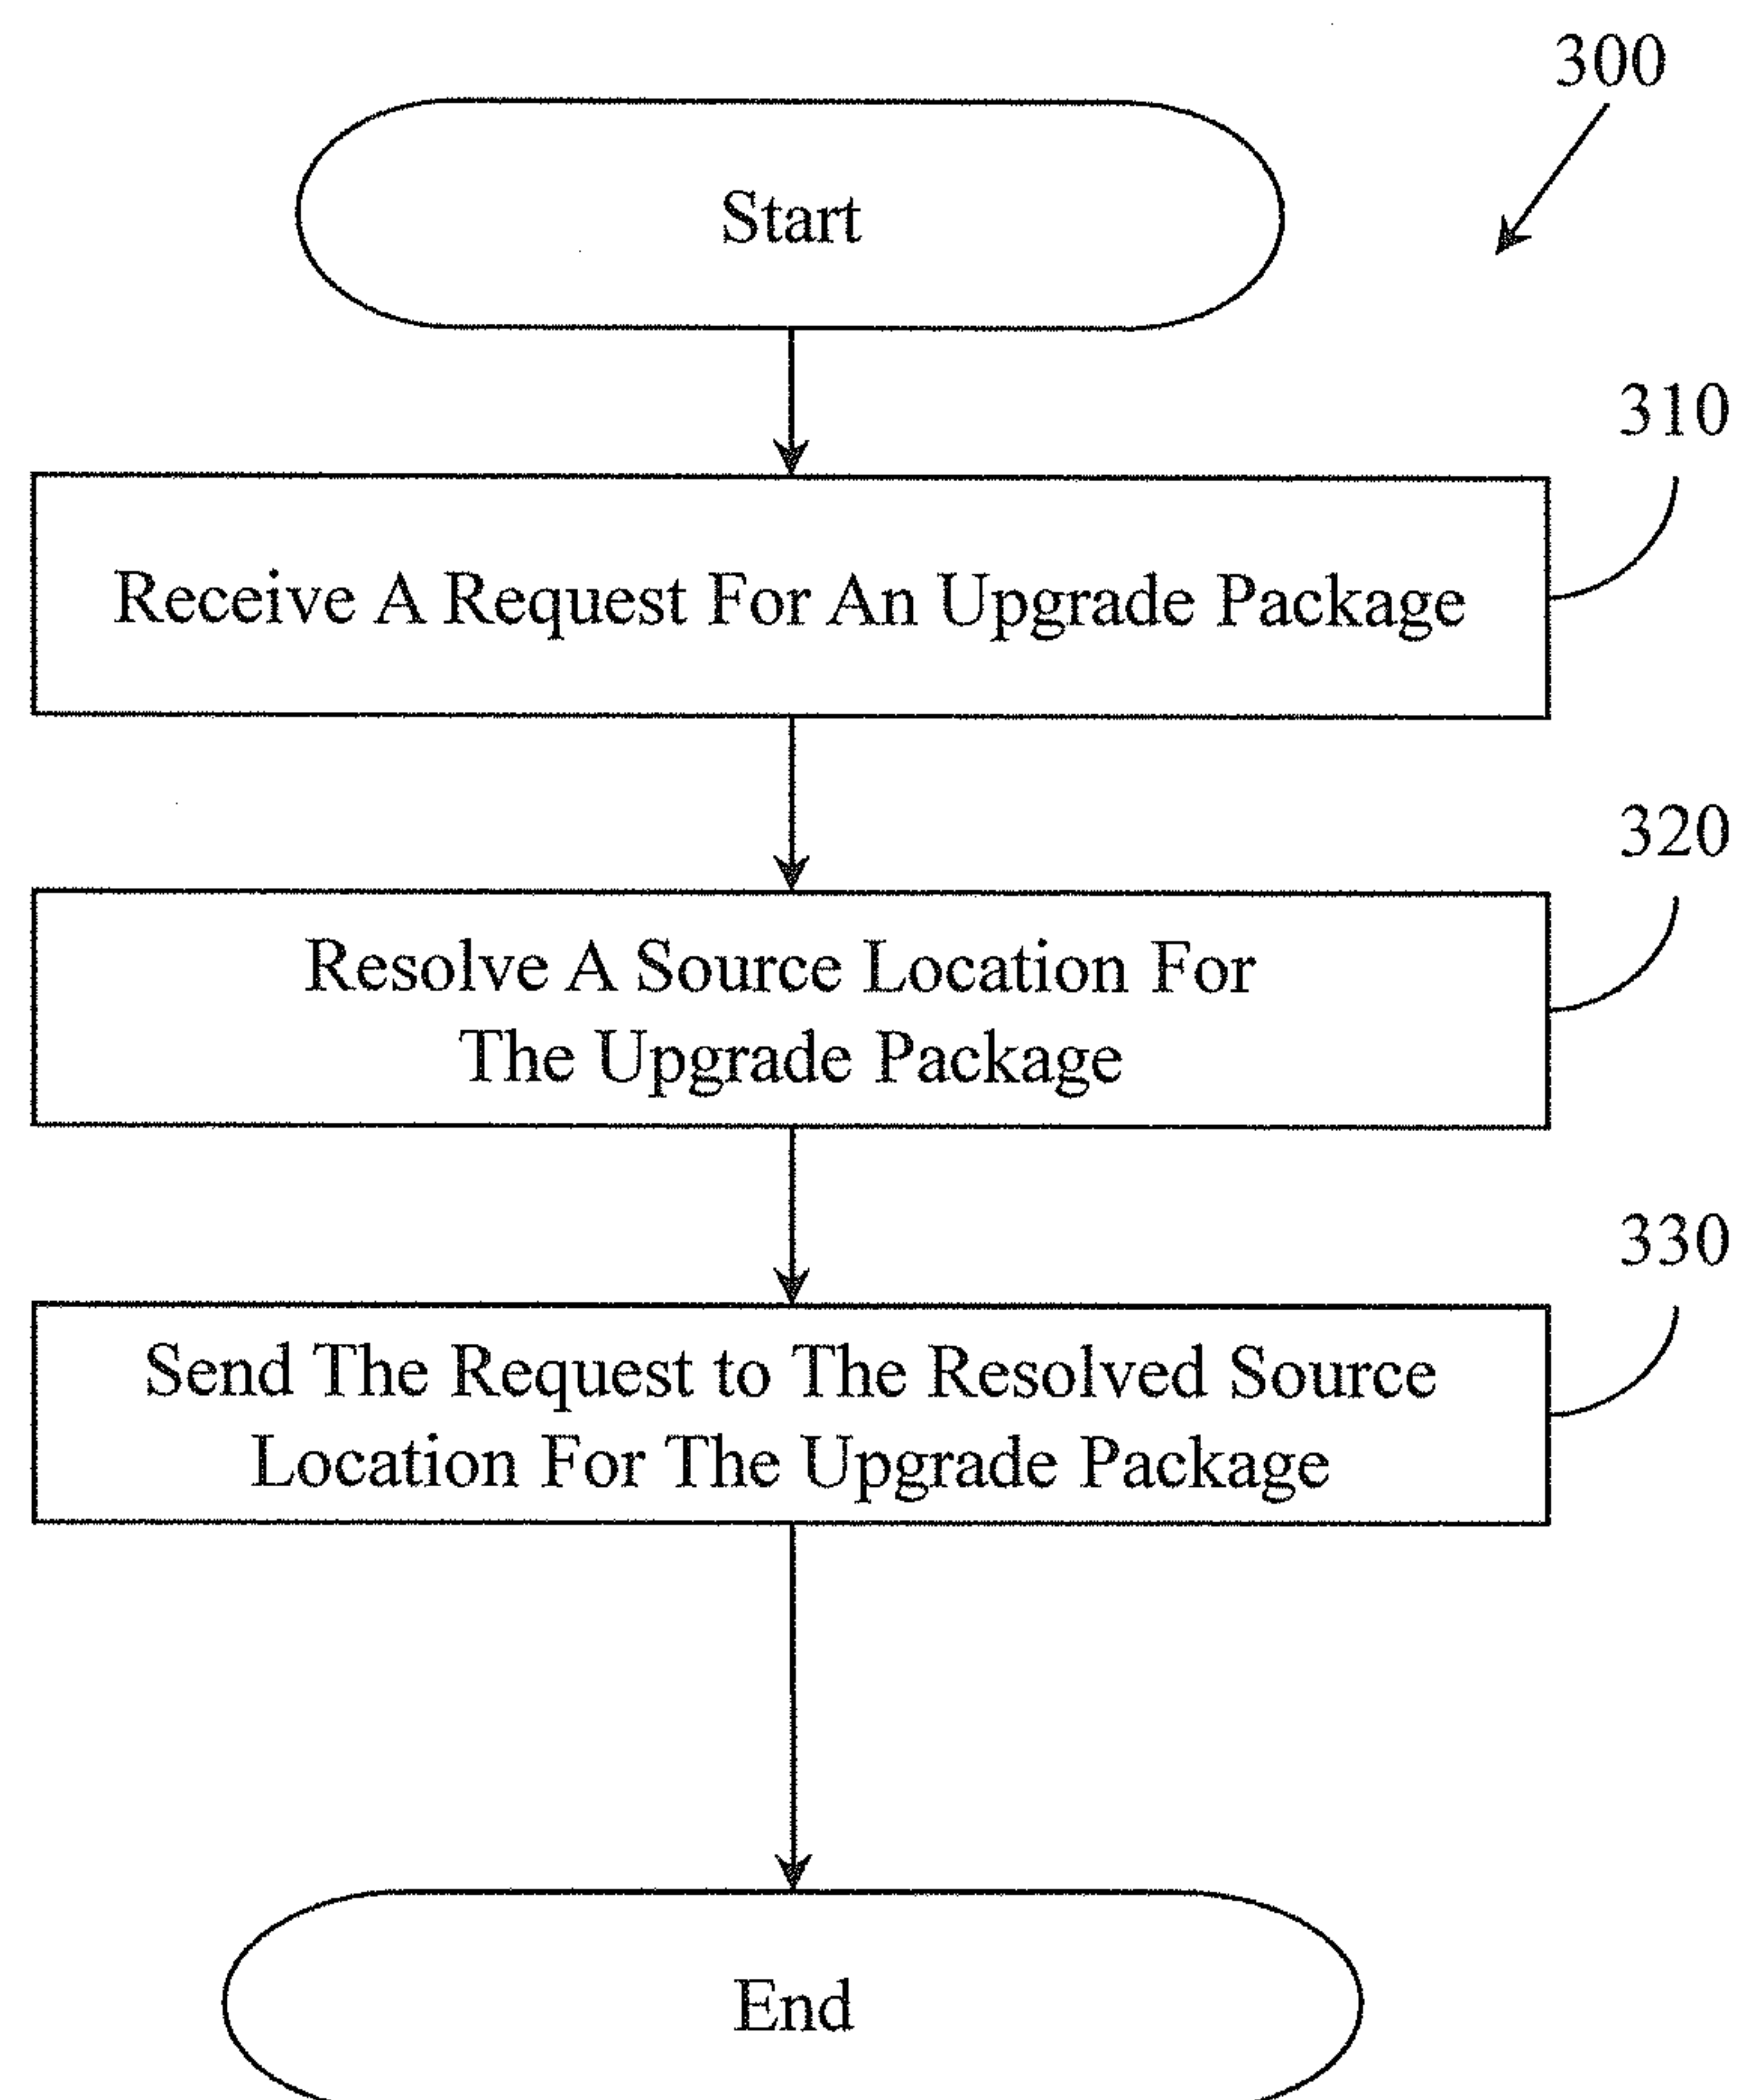 300
Start
310
Receive A Request For An Upgrade Package
320
Resolve A Source Location For
The Upgrade Package
330
Send The Request to The Resolved Source
Location For The Upgrade Package
End